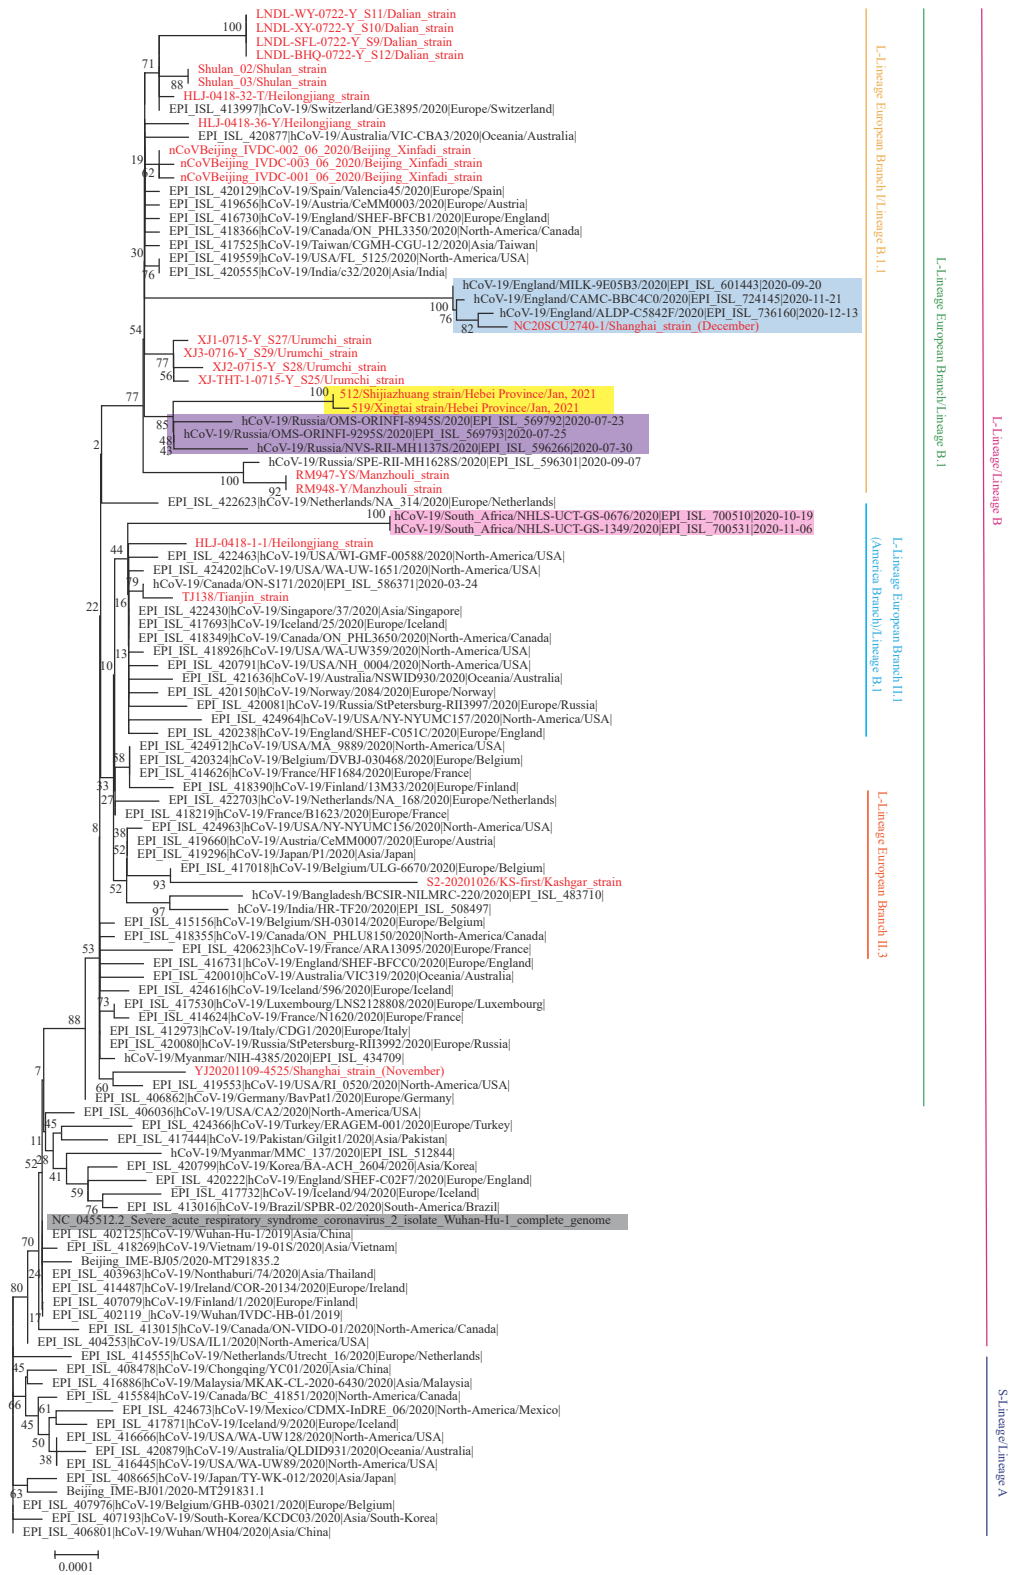 LNDL-WY-0722-Y_S11/Dalian_strain
LNDL-XY-0722-Y_S10/Dalian_strain
LNDL-SFL-0722-Y_S9/Dalian_strain
LNDL-BHQ-0722-Y_S12/Dalian_strain
100
Shulan_02/Shulan_strain
Shulan_03/Shulan_strain
71
88
HLJ-0418-32-T/Heilongjiang_strain
EPI_ISL_413997|hCoV-19/Switzerland/GE3895/2020|Europe/Switzerland|
HLJ-0418-36-Y/Heilongjiang_strain
EPI_ISL_420877|hCoV-19/Australia/VIC-CBA3/2020|Oceania/Australia|
nCoVBeijing_IVDC-002_06_2020/Beijing_Xinfadi_strain
nCoVBeijing_IVDC-003_06_2020/Beijing_Xinfadi_strain
nCoVBeijing_IVDC-001_06_2020/Beijing_Xinfadi_strain
19
62
EPI_ISL_420129|hCoV-19/Spain/Valencia45/2020|Europe/Spain|
EPI_ISL_419656|hCoV-19/Austria/CeMM0003/2020|Europe/Austria|
EPI_ISL_416730|hCoV-19/England/SHEF-BFCB1/2020|Europe/England|
EPI_ISL_418366|hCoV-19/Canada/ON_PHL3350/2020|North-America/Canada|
EPI_ISL_417525|hCoV-19/Taiwan/CGMH-CGU-12/2020|Asia/Taiwan|
EPI_ISL_419559|hCoV-19/USA/FL_5125/2020|North-America/USA|
EPI_ISL_420555|hCoV-19/India/c32/2020|Asia/India|
30
76
hCoV-19/England/MILK-9E05B3/2020|EPI_ISL_601443|2020-09-20
hCoV-19/England/CAMC-BBC4C0/2020|EPI_ISL_724145|2020-11-21
hCoV-19/England/ALDP-C5842F/2020|EPI_ISL_736160|2020-12-13
NC20SCU2740-1/Shanghai_strain_(December)
100
76
82
54
XJ1-0715-Y_S27/Urumchi_strain
XJ3-0716-Y_S29/Urumchi_strain
XJ2-0715-Y_S28/Urumchi_strain
XJ-THT-1-0715-Y_S25/Urumchi_strain
77
56
512/Shijiazhuang strain/Hebei Province/Jan, 2021
519/Xingtai strain/Hebei Province/Jan, 2021
100
77
hCoV-19/Russia/OMS-ORINFI-8945S/2020|EPI_ISL_569792|2020-07-23
hCoV-19/Russia/OMS-ORINFI-9295S/2020|EPI_ISL_569793|2020-07-25
hCoV-19/Russia/NVS-RII-MH1137S/2020|EPI_ISL_596266|2020-07-30
85
48
43
hCoV-19/Russia/SPE-RII-MH1628S/2020|EPI_ISL_596301|2020-09-07
RM947-YS/Manzhouli_strain
RM948-Y/Manzhouli_strain
100
92
2
EPI_ISL_422623|hCoV-19/Netherlands/NA_314/2020|Europe/Netherlands|
hCoV-19/South_Africa/NHLS-UCT-GS-0676/2020|EPI_ISL_700510|2020-10-19
hCoV-19/South_Africa/NHLS-UCT-GS-1349/2020|EPI_ISL_700531|2020-11-06
100
HLJ-0418-1-1/Heilongjiang_strain
EPI_ISL_422463|hCoV-19/USA/WI-GMF-00588/2020|North-America/USA|
EPI_ISL_424202|hCoV-19/USA/WA-UW-1651/2020|North-America/USA|
hCoV-19/Canada/ON-S171/2020|EPI_ISL_586371|2020-03-24
TJ138/Tianjin_strain
44
79
16
22
EPI_ISL_422430|hCoV-19/Singapore/37/2020|Asia/Singapore|
EPI_ISL_417693|hCoV-19/Iceland/25/2020|Europe/Iceland|
EPI_ISL_418349|hCoV-19/Canada/ON_PHL3650/2020|North-America/Canada|
EPI_ISL_418926|hCoV-19/USA/WA-UW359/2020|North-America/USA|
EPI_ISL_420791|hCoV-19/USA/NH_0004/2020|North-America/USA|
EPI_ISL_421636|hCoV-19/Australia/NSWID930/2020|Oceania/Australia|
EPI_ISL_420150|hCoV-19/Norway/2084/2020|Europe/Norway|
EPI_ISL_420081|hCoV-19/Russia/StPetersburg-RII3997/2020|Europe/Russia|
EPI_ISL_424964|hCoV-19/USA/NY-NYUMC157/2020|North-America/USA|
EPI_ISL_420238|hCoV-19/England/SHEF-C051C/2020|Europe/England|
13
10
EPI_ISL_424912|hCoV-19/USA/MA_9889/2020|North-America/USA|
EPI_ISL_420324|hCoV-19/Belgium/DVBJ-030468/2020|Europe/Belgium|
EPI_ISL_414626|hCoV-19/France/HF1684/2020|Europe/France|
EPI_ISL_418390|hCoV-19/Finland/13M33/2020|Europe/Finland|
58
33
EPI_ISL_422703|hCoV-19/Netherlands/NA_168/2020|Europe/Netherlands|
EPI_ISL_418219|hCoV-19/France/B1623/2020|Europe/France|
27
8
EPI_ISL_424963|hCoV-19/USA/NY-NYUMC156/2020|North-America/USA|
EPI_ISL_419660|hCoV-19/Austria/CeMM0007/2020|Europe/Austria|
EPI_ISL_419296|hCoV-19/Japan/P1/2020|Asia/Japan|
EPI_ISL_417018|hCoV-19/Belgium/ULG-6670/2020|Europe/Belgium|
S2-20201026/KS-first/Kashgar_strain
38
52
93
hCoV-19/Bangladesh/BCSIR-NILMRC-220/2020|EPI_ISL_483710|
hCoV-19/India/HR-TF20/2020|EPI_ISL_508497|
52
97
EPI_ISL_415156|hCoV-19/Belgium/SH-03014/2020|Europe/Belgium|
EPI_ISL_418355|hCoV-19/Canada/ON_PHLU8150/2020|North-America/Canada|
EPI_ISL_420623|hCoV-19/France/ARA13095/2020|Europe/France|
EPI_ISL_416731|hCoV-19/England/SHEF-BFCC0/2020|Europe/England|
EPI_ISL_420010|hCoV-19/Australia/VIC319/2020|Oceania/Australia|
EPI_ISL_424616|hCoV-19/Iceland/596/2020|Europe/Iceland|
EPI_ISL_417530|hCoV-19/Luxembourg/LNS2128808/2020|Europe/Luxembourg|
EPI_ISL_414624|hCoV-19/France/N1620/2020|Europe/France|
53
73
EPI_ISL_412973|hCoV-19/Italy/CDG1/2020|Europe/Italy|
EPI_ISL_420080|hCoV-19/Russia/StPetersburg-RII3992/2020|Europe/Russia|
hCoV-19/Myanmar/NIH-4385/2020|EPI_ISL_434709|
YJ20201109-4525/Shanghai_strain_(November)
EPI_ISL_419553|hCoV-19/USA/RI_0520/2020|North-America/USA|
EPI_ISL_406862|hCoV-19/Germany/BavPat1/2020|Europe/Germany|
88
60
7
EPI_ISL_406036|hCoV-19/USA/CA2/2020|North-America/USA|
EPI_ISL_424366|hCoV-19/Turkey/ERAGEM-001/2020|Europe/Turkey|
EPI_ISL_417444|hCoV-19/Pakistan/Gilgit1/2020|Asia/Pakistan|
hCoV-19/Myanmar/MMC_137/2020|EPI_ISL_512844|
EPI_ISL_420799|hCoV-19/Korea/BA-ACH_2604/2020|Asia/Korea|
EPI_ISL_420222|hCoV-19/England/SHEF-C02F7/2020|Europe/England|
EPI_ISL_417732|hCoV-19/Iceland/94/2020|Europe/Iceland|
EPI_ISL_413016|hCoV-19/Brazil/SPBR-02/2020|South-America/Brazil|
45
11
52
28
41
59
76
NC_045512.2_Severe_acute_respiratory_syndrome_coronavirus_2_isolate_Wuhan-Hu-1_complete_genome
EPI_ISL_402125|hCoV-19/Wuhan-Hu-1/2019|Asia/China|
EPI_ISL_418269|hCoV-19/Vietnam/19-01S/2020|Asia/Vietnam|
Beijing_IME-BJ05/2020-MT291835.2
EPI_ISL_403963|hCoV-19/Nonthaburi/74/2020|Asia/Thailand|
EPI_ISL_414487|hCoV-19/Ireland/COR-20134/2020|Europe/Ireland|
EPI_ISL_407079|hCoV-19/Finland/1/2020|Europe/Finland|
EPI_ISL_402119_|hCoV-19/Wuhan/IVDC-HB-01/2019|
EPI_ISL_413015|hCoV-19/Canada/ON-VIDO-01/2020|North-America/Canada|
EPI_ISL_404253|hCoV-19/USA/IL1/2020|North-America/USA|
70
24
80
17
EPI_ISL_414555|hCoV-19/Netherlands/Utrecht_16/2020|Europe/Netherlands|
EPI_ISL_408478|hCoV-19/Chongqing/YC01/2020|Asia/China|
EPI_ISL_416886|hCoV-19/Malaysia/MKAK-CL-2020-6430/2020|Asia/Malaysia|
EPI_ISL_415584|hCoV-19/Canada/BC_41851/2020|North-America/Canada|
EPI_ISL_424673|hCoV-19/Mexico/CDMX-InDRE_06/2020|North-America/Mexico|
EPI_ISL_417871|hCoV-19/Iceland/9/2020|Europe/Iceland|
EPI_ISL_416666|hCoV-19/USA/WA-UW128/2020|North-America/USA|
EPI_ISL_420879|hCoV-19/Australia/QLDID931/2020|Oceania/Australia|
EPI_ISL_416445|hCoV-19/USA/WA-UW89/2020|North-America/USA|
45
66
61
45
50
38
EPI_ISL_408665|hCoV-19/Japan/TY-WK-012/2020|Asia/Japan|
Beijing_IME-BJ01/2020-MT291831.1
63
EPI_ISL_407976|hCoV-19/Belgium/GHB-03021/2020|Europe/Belgium|
EPI_ISL_407193|hCoV-19/South-Korea/KCDC03/2020|Asia/South-Korea|
EPI_ISL_406801|hCoV-19/Wuhan/WH04/2020|Asia/China|
0.0001
L-Lineage European Branch I/Lineage B.1.1
L-Lineage European Branch II.1
(America Branch)/Lineage B.1
L-Lineage European Branch II.3
L-Lineage European Branch/Lineage B.1
L-Lineage/Lineage B
S-Lineage/Lineage A